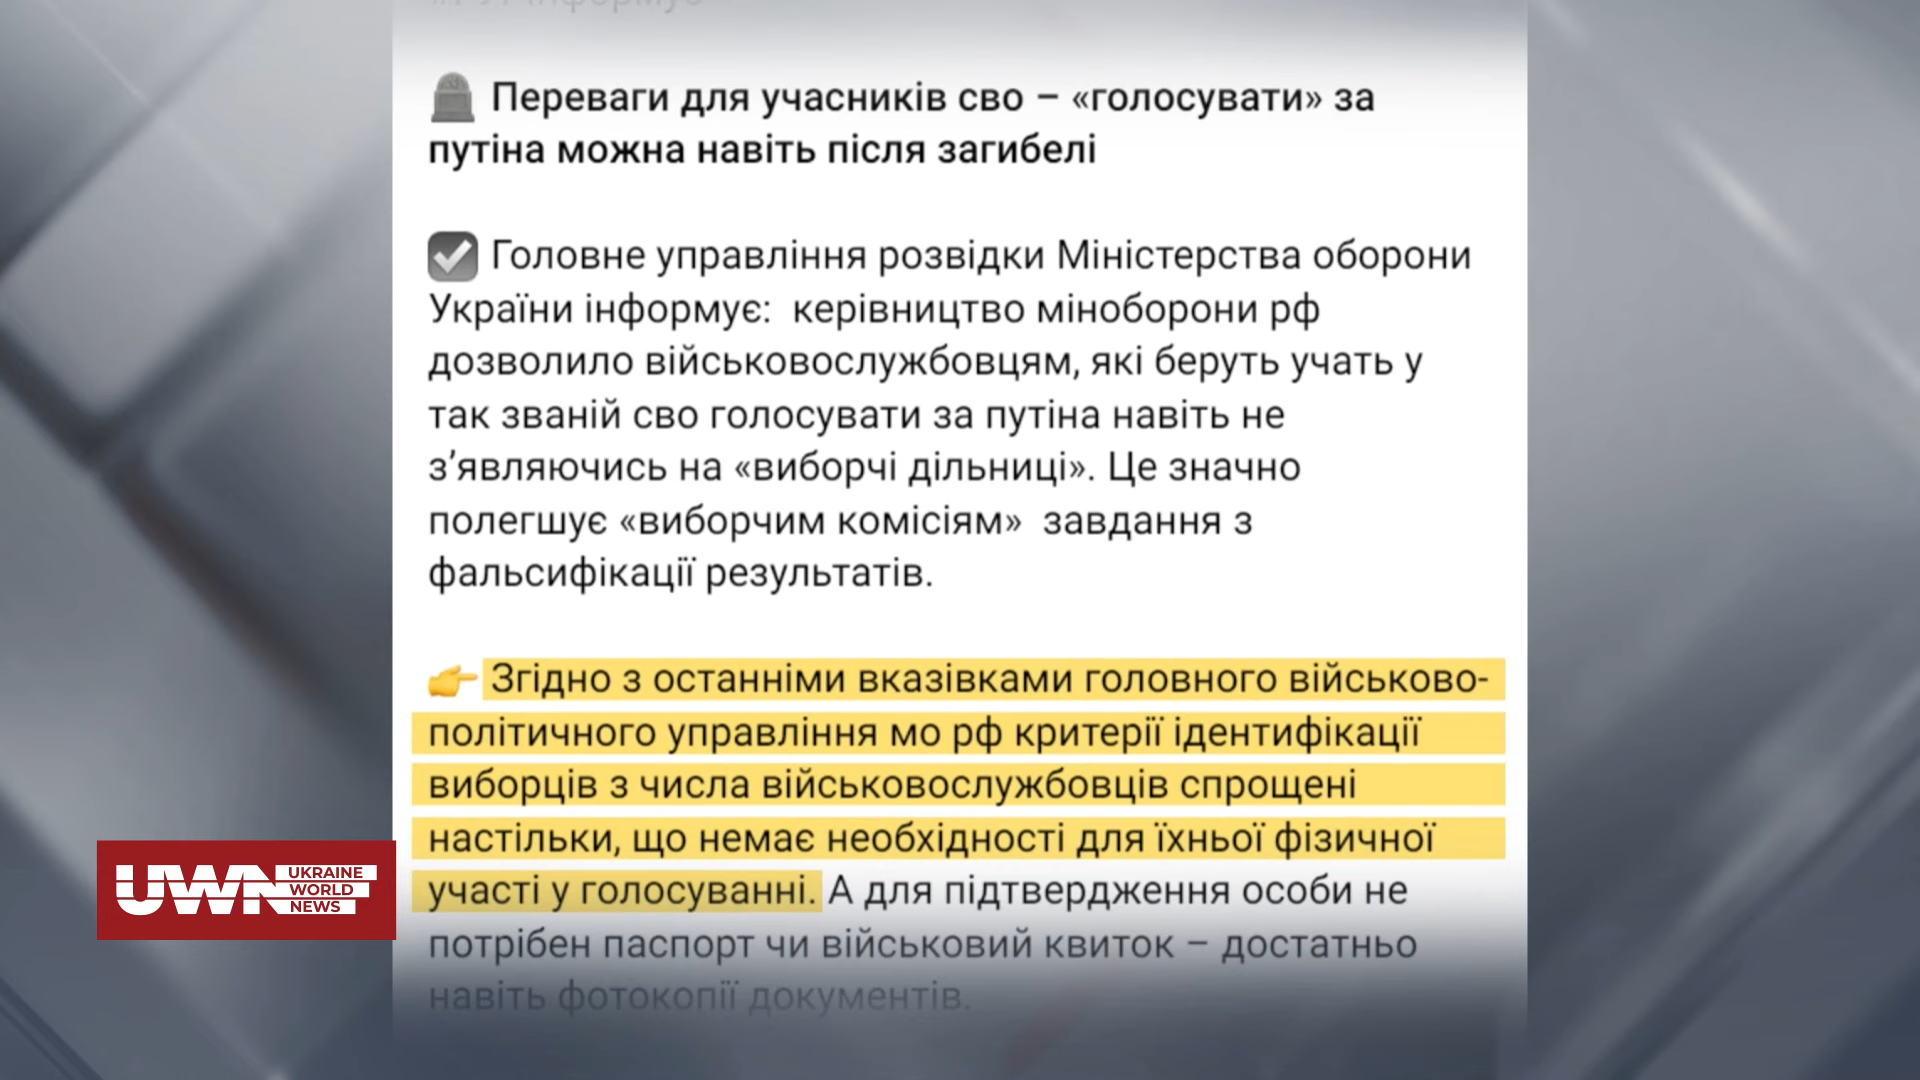 Переваги для учасників сво – «голосувати» за
путіна можна навіть після загибелі
Головне управління розвідки Міністерства оборони
України інформує: керівництво міноборони рф
дозволило військовослужбовцям, які беруть учать у
так званій сво голосувати за путіна навіть не
з’являючись на «виборчі дільниці». Це значно
полегшує «виборчим комісіям» завдання з
фальсифікації результатів.
Згідно з останніми вказівками головного військово-
політичного управління мо рф критерії ідентифікації
виборців з числа військовослужбовців спрощені
настільки, що немає необхідності для їхньої фізичної
участі у голосуванні. А для підтвердження особи не
потрібен паспорт чи військовий квиток – достатньо
навіть фотокопії документів.
UWN UKRAINE
WORLD
NEWS